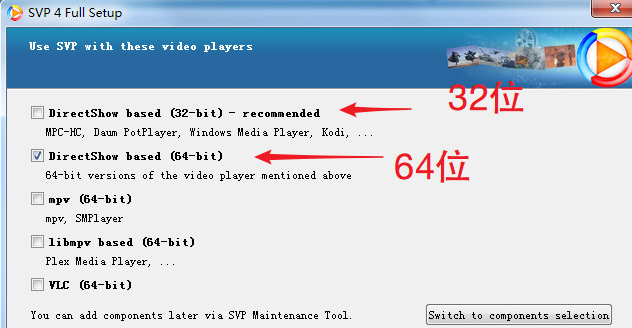 SVP 4 Full Setup
Use SVP with these video players
DirectShow based (32-bit) - recommended
32位
MPC-HC, Daum PotPlayer, Windows Media Player, Kodi, ...
DirectShow based (64-bit)
64位
64-bit versions of the video player mentioned above
mpv (64-bit)
mpv, SMPlayer
libmpv based (64-bit)
Plex Media Player, ...
VLC (64-bit)
You can add components later via SVP Maintenance Tool.
Switch to components selection